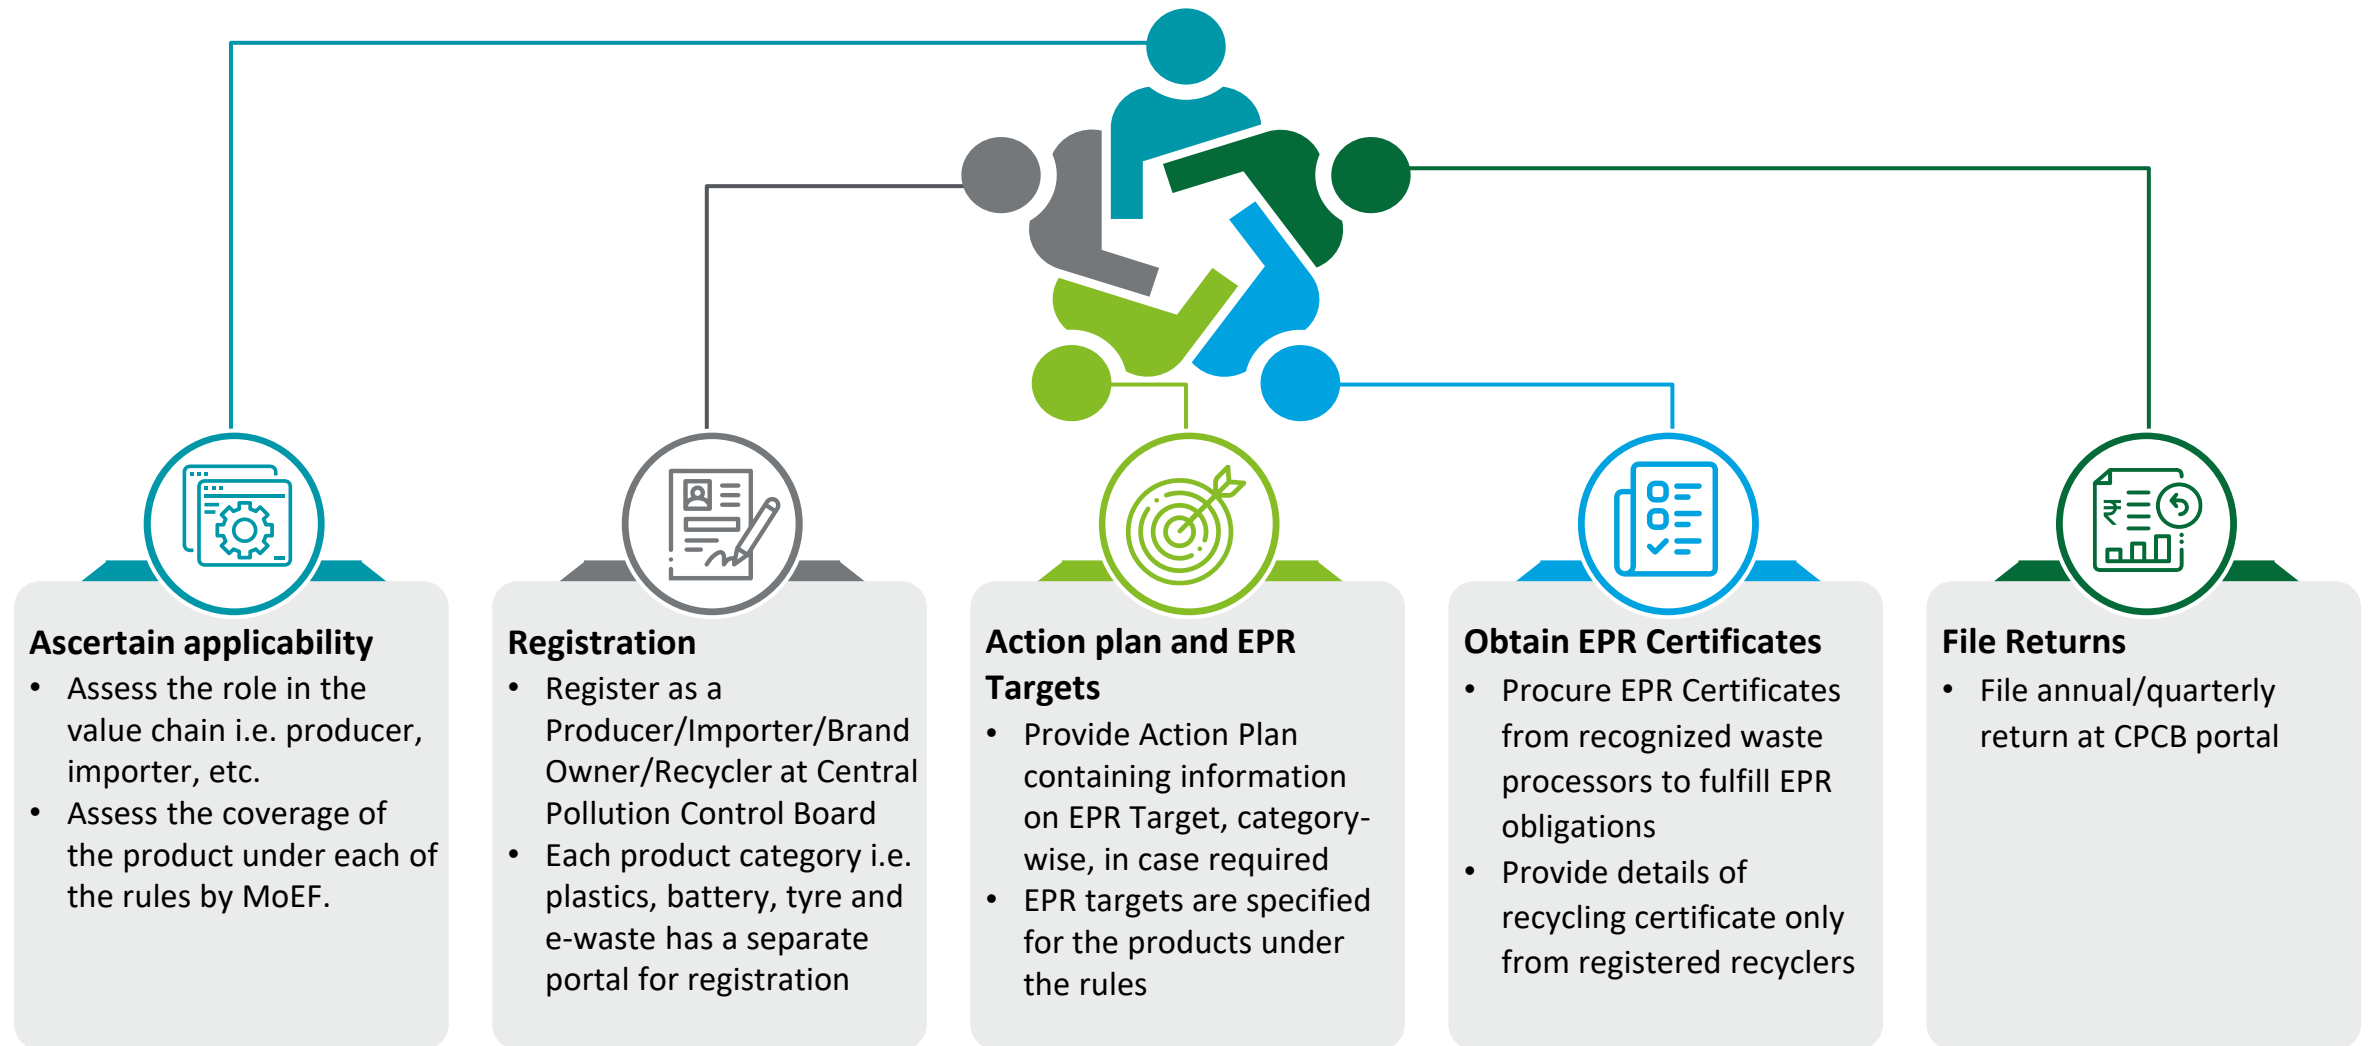 Ascertain applicability
• Assess the role in the
value chain i.e. producer,
importer, etc.
• Assess the coverage of
the product under each of
the rules by MoEF.
Registration
• Register as a
Producer/Importer/Brand
Owner/Recycler at Central
Pollution Control Board
• Each product category i.e.
plastics, battery, tyre and
e-waste has a separate
portal for registration
Action plan and EPR
Targets
• Provide Action Plan
containing information
on EPR Target, category-
wise, in case required
• EPR targets are specified
for the products under
the rules
Obtain EPR Certificates
• Procure EPR Certificates
from recognized waste
processors to fulfill EPR
obligations
• Provide details of
recycling certificate only
from registered recyclers
₹
File Returns
• File annual/quarterly
return at CPCB portal